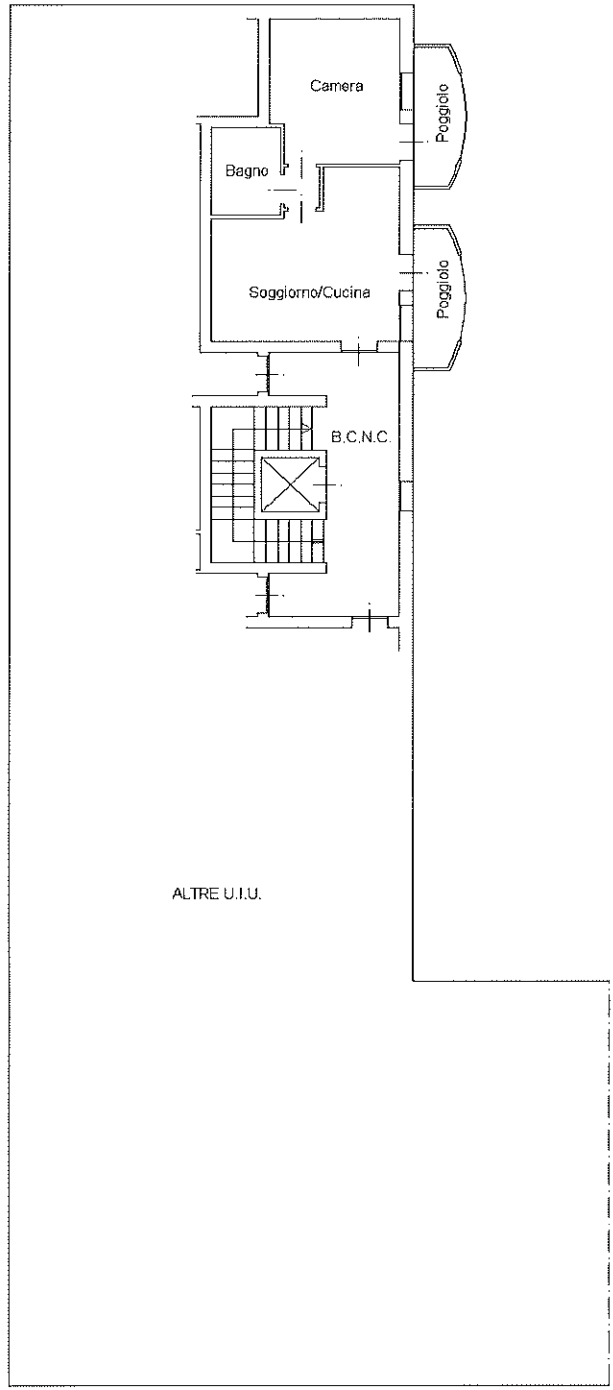 Camera
Poggiolo
Bagno
Soggiorno/Cucina
Poggiolo
B.C.N.C.
ALTRE U.I.U.